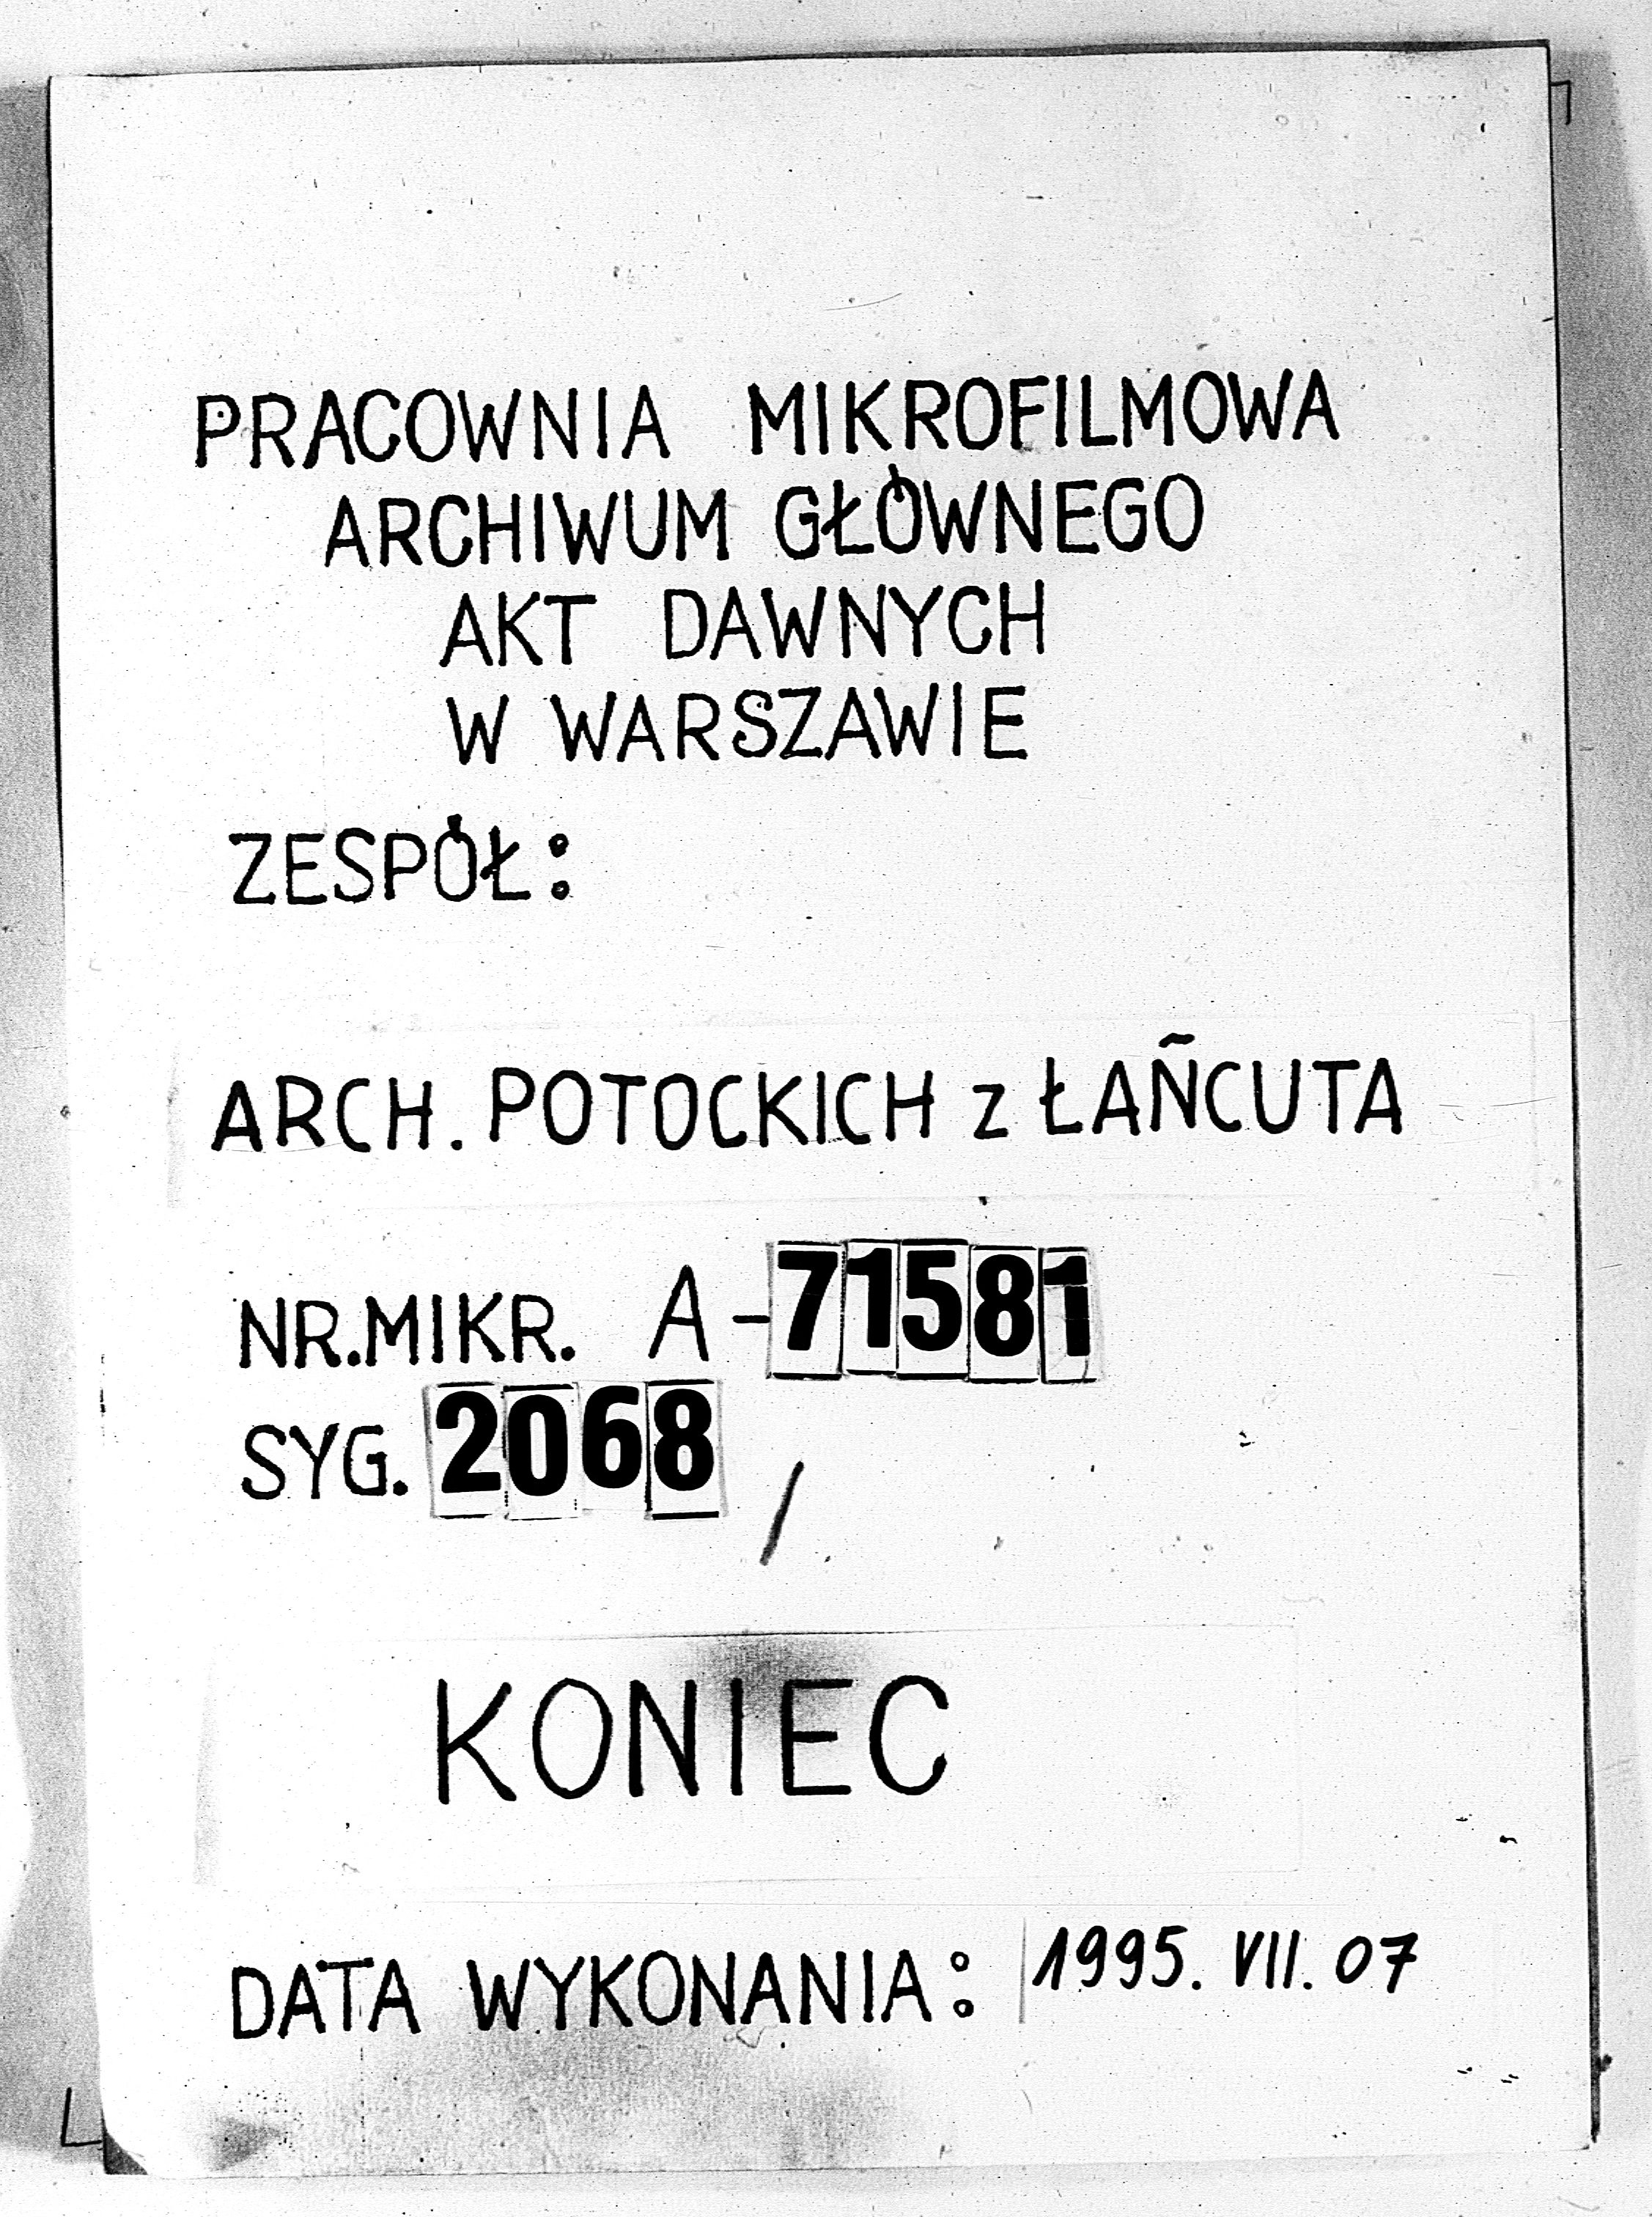 PRACOWNIA MIKROFILMOWA
ARCHIWUM GŁÓWNEGO
AKT DAWNYCH
W WARSZAWIE
ZESPÓŁ:
ARCH. POTOCKICH z ŁAŃCUTA
NR.MIKR. A-71581
SYG. 2068 /
KONIEC
DATA WYKONANIA: 1995. VII. 07